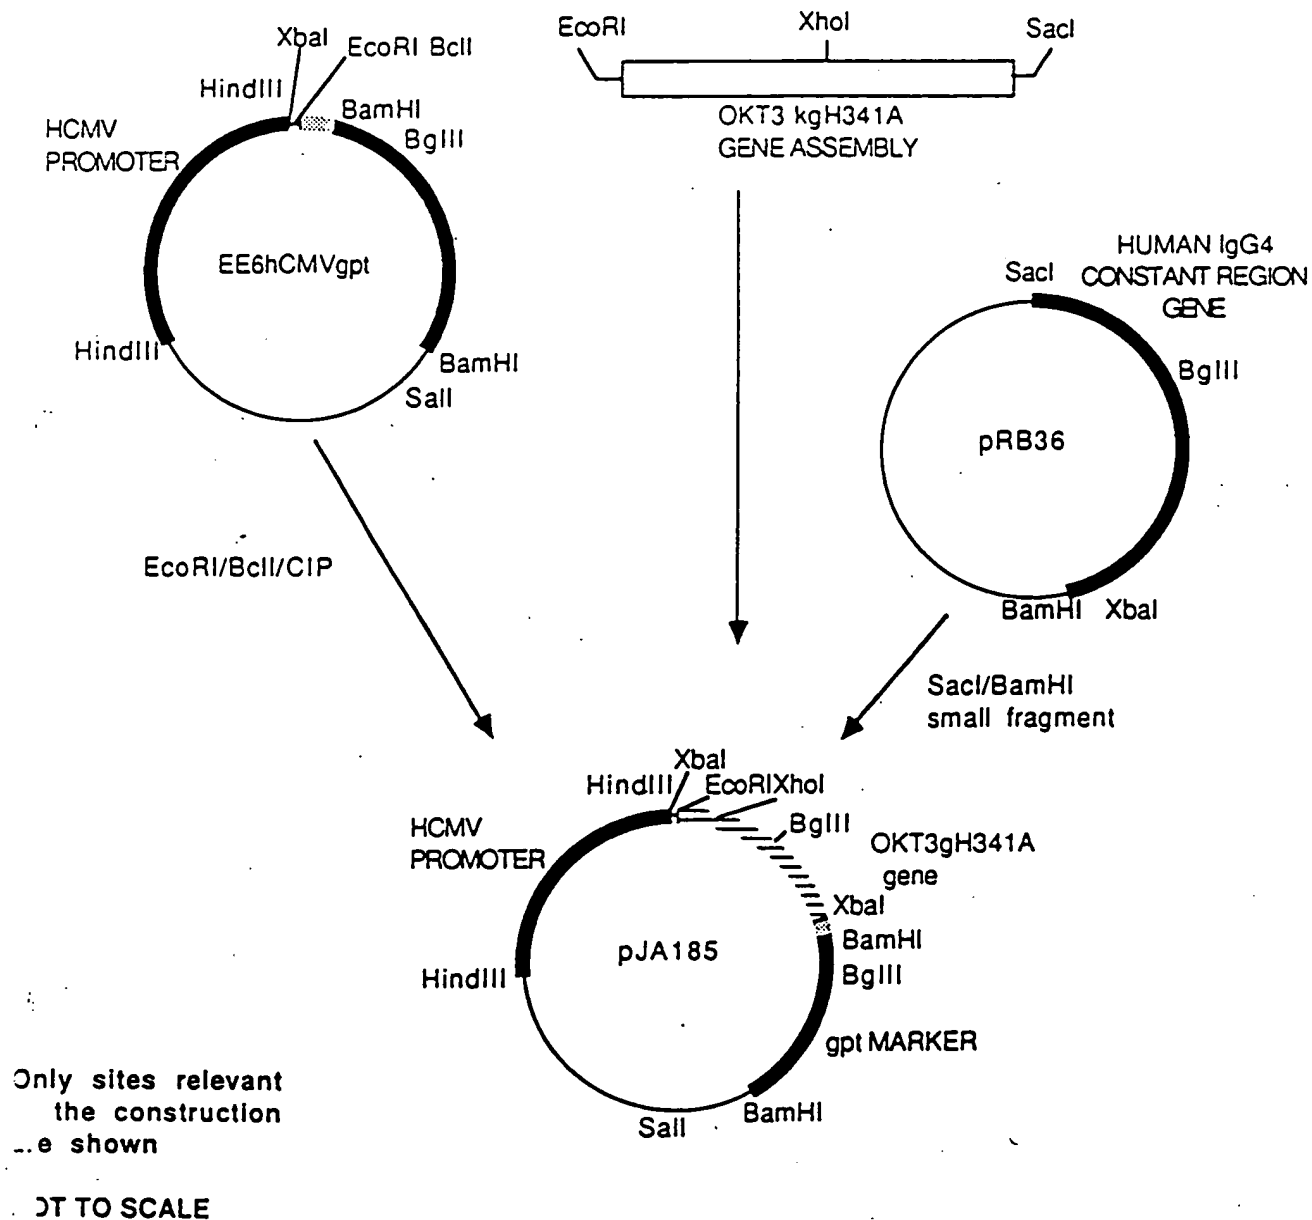 XbaI
EcoRI BclI
HindIII
BamHI
BglII
HCMV
PROMOTER
EE6hCMVgpt
HindIII
BamHI
SalI
EcoRI
XhoI
SacI
OKT3 kgH341A
GENE ASSEMBLY
HUMAN IgG4
CONSTANT REGION
GENE
SacI
BglII
pRB36
BamHI XbaI
EcoRI/BclI/CIP
SacI/BamHI
small fragment
XbaI
HindIII
EcoRI XhoI
BglII
HCMV
PROMOTER
OKT3gH341A
gene
XbaI
BamHI
BglII
pJA185
HindIII
gpt MARKER
BamHI
SalI
Only sites relevant
the construction
shown
TO SCALE